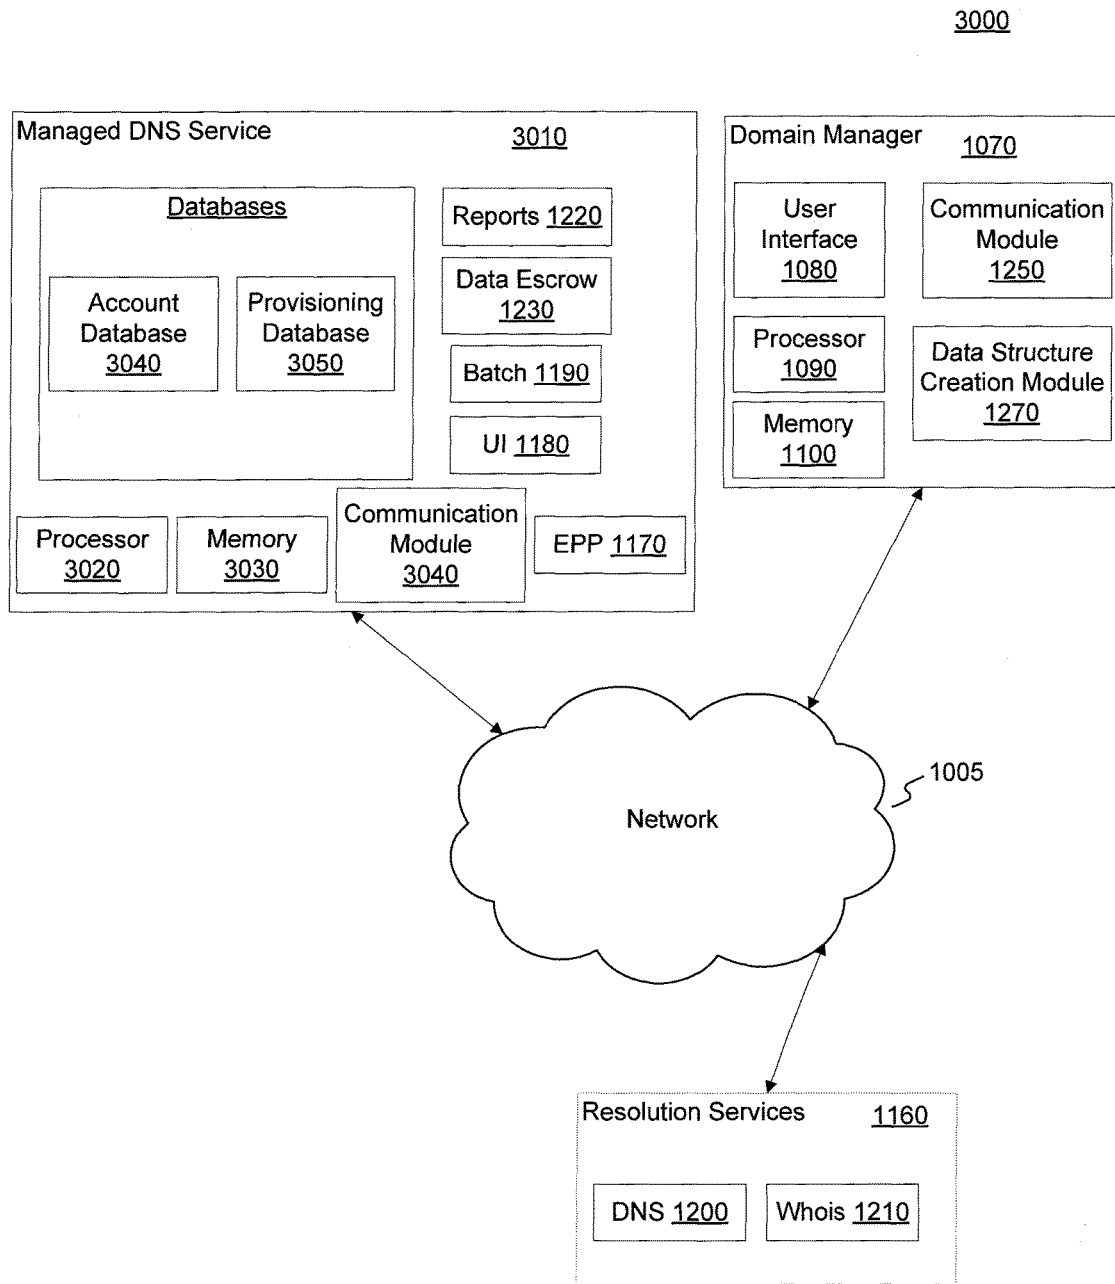 3000
Managed DNS Service
3010
Databases
Account
Database
3040
Provisioning
Database
3050
Reports 1220
Data Escrow
1230
Batch 1190
UI 1180
Processor
3020
Memory
3030
Communication
Module
3040
EPP 1170
Domain Manager
1070
User
Interface
1080
Communication
Module
1250
Processor
1090
Data Structure
Creation Module
1270
Memory
1100
Network
1005
Resolution Services
1160
DNS 1200
Whois 1210